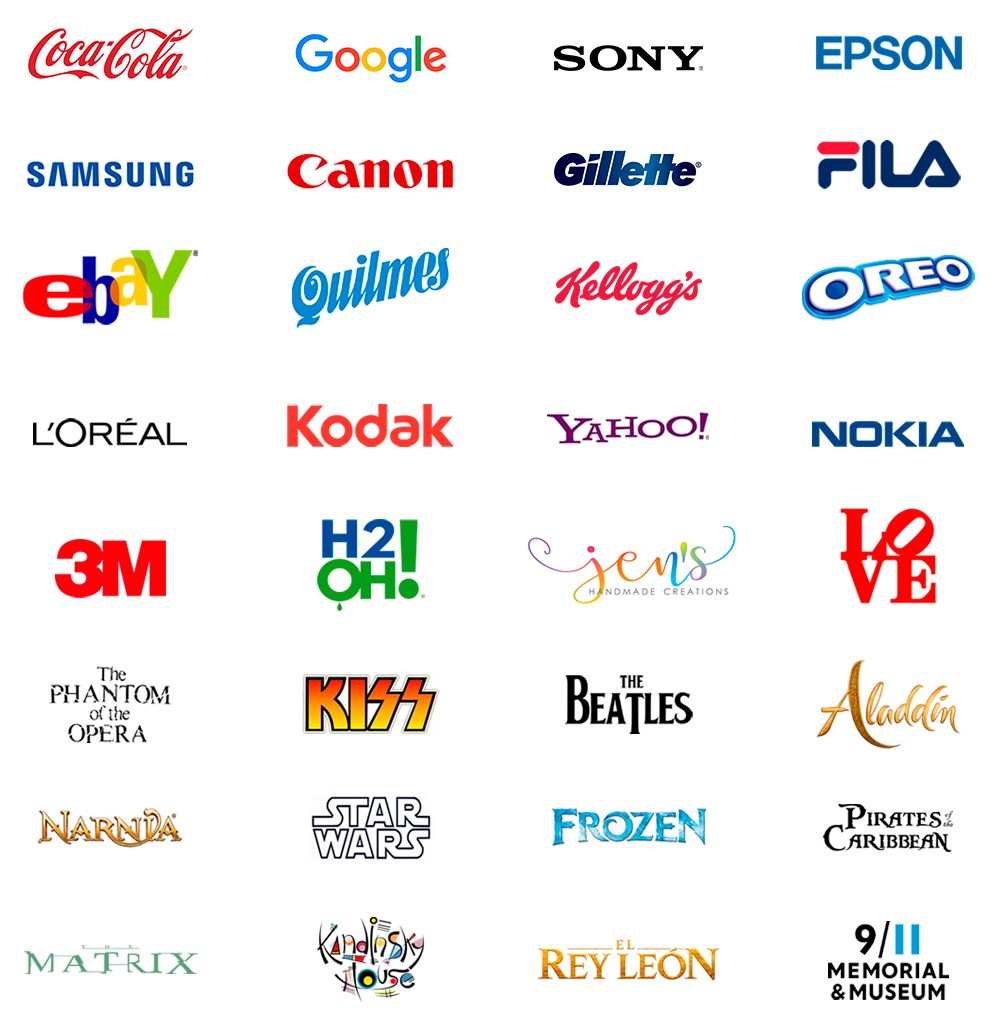 Coca-Cola
Google
SONY
EPSON
SAMSUNG
Canon
Gillette
FILA
ebaY
Quilmes
Kellogg's
OREO
L'ORÉAL
Kodak
YAHOO!
NOKIA
3M
H2
OH!
jen's
HANDMADE CREATIONS
LO
VE
The
PHANTOM
of the
OPERA
KISS
THE
BEATLES
Aladdin
NARNIA
STAR
WARS
FROZEN
PIRATES of the
CARIBBEAN
THE
MATRIX
Kandinsky
House
EL
REY LEÓN
9/11
MEMORIAL
& MUSEUM